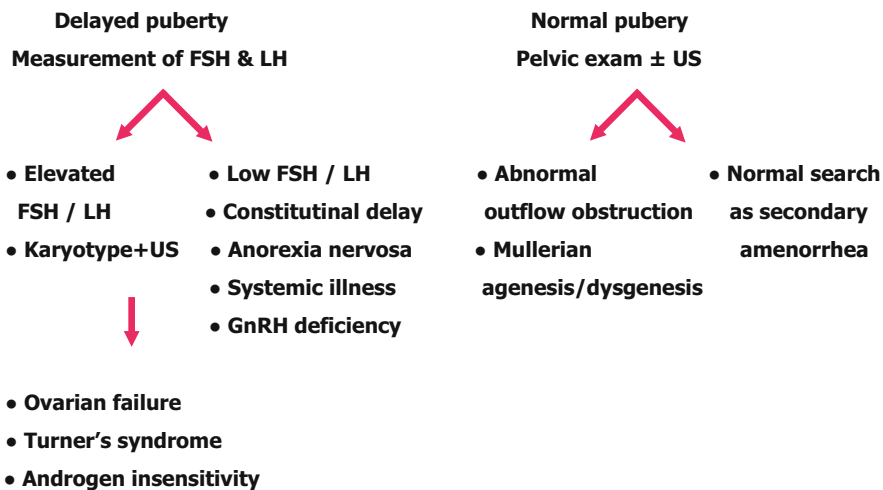 Delayed puberty
Measurement of FSH & LH
● Elevated
FSH / LH
● Karyotype+US
● Low FSH / LH
● Constitutinal delay
● Anorexia nervosa
● Systemic illness
● GnRH deficiency
● Ovarian failure
● Turner’s syndrome
● Androgen insensitivity
Normal pubery
Pelvic exam ± US
● Abnormal
outflow obstruction
● Mullerian
agenesis/dysgenesis
● Normal search
as secondary
amenorrhea